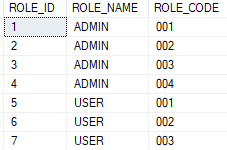 ROLE_ID ROLE_NAME ROLE_CODE
1 ADMIN 001
2 ADMIN 002
3 ADMIN 003
4 ADMIN 004
5 USER 001
6 USER 002
7 USER 003